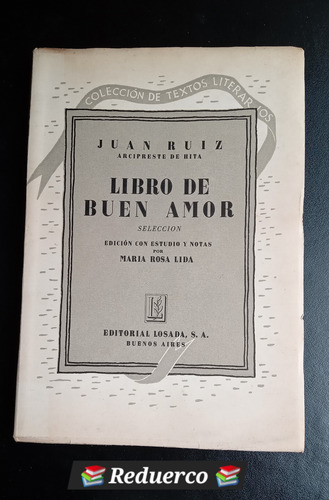 COLECCIÓN DE TEXTOS LITERARIOS
JUAN RUIZ
ARCIPRESTE DE HITA
LIBRO DE
BUEN AMOR
SELECCION
EDICIÓN CON ESTUDIO Y NOTAS
POR
MARIA ROSA LIDA
EDITORIAL LOSADA, S. A.
BUENOS AIRES
📚 Reduerco 📚